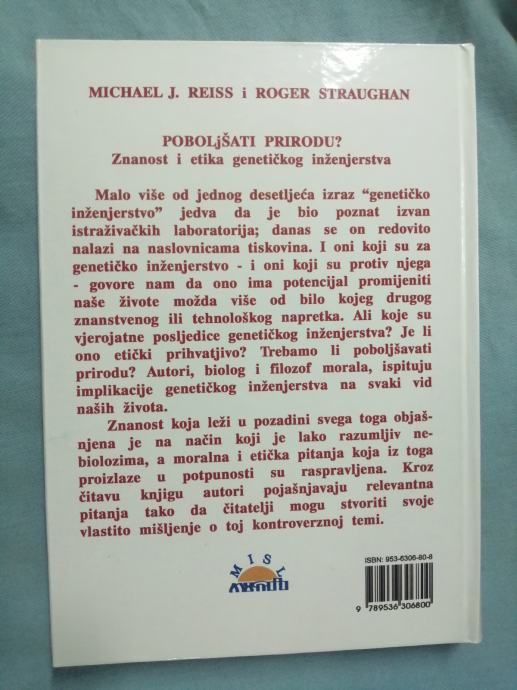 MICHAEL J. REISS i ROGER STRAUGHAN
POBOLjŠATI PRIRODU?
Znanost i etika genetičkog inženjerstva
Malo više od jednog desetljeća izraz “genetičko
inženjerstvo” jedva da je bio poznat izvan
istraživačkih laboratorija; danas se on redovito
nalazi na naslovnicama tiskovina. I oni koji su za
genetičko inženjerstvo - i oni koji su protiv njega
- govore nam da ono ima potencijal promijeniti
naše živote možda više od bilo kojeg drugog
znanstvenog ili tehnološkog napretka. Ali koje su
vjerojatne posljedice genetičkog inženjerstva? Je li
ono etički prihvatjivo? Trebamo li poboljšavati
prirodu? Autori, biolog i filozof morala, ispituju
implikacije genetičkog inženjerstva na svaki vid
naših života.
Znanost koja leži u pozadini svega toga objaš-
njena je na način koji je lako razumljiv ne-
biolozima, a moralna i etička pitanja koja iz toga
proizlaze u potpunosti su raspravljena. Kroz
čitavu knjigu autori pojašnjavaju relevantna
pitanja tako da čitatelji mogu stvoriti svoje
vlastito mišljenje o toj kontroverznoj temi.
MISL
ISBN: 953-6306-80-8
9 789536 306800